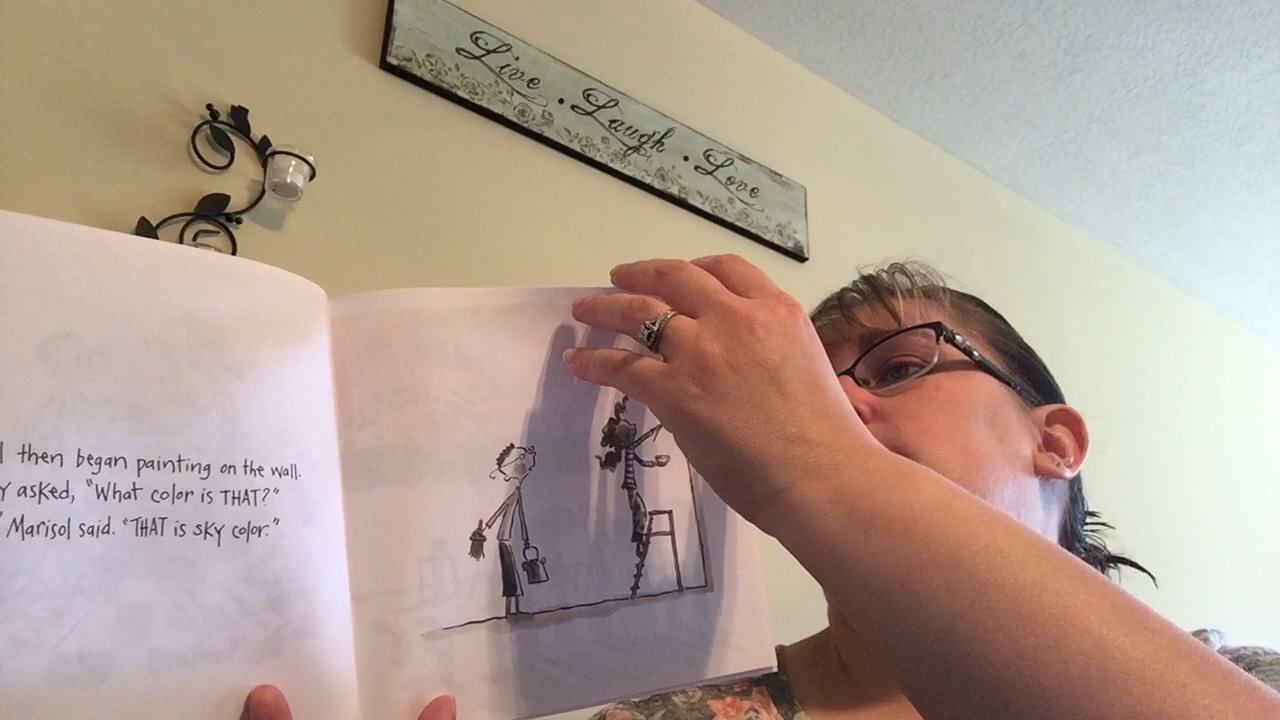 Live • Laugh • Love
then began painting on the wall.
asked, "What color is THAT?"
" Marisol said. "THAT is sky color."